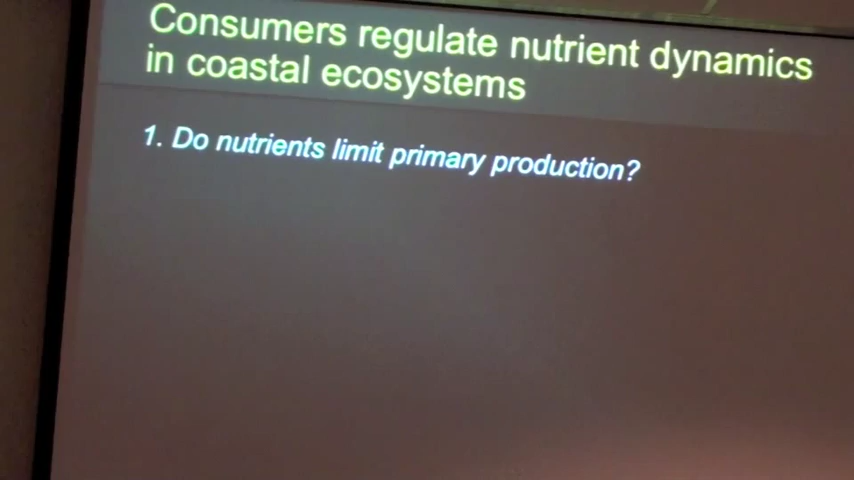 Consumers regulate nutrient dynamics
in coastal ecosystems
1. Do nutrients limit primary production?